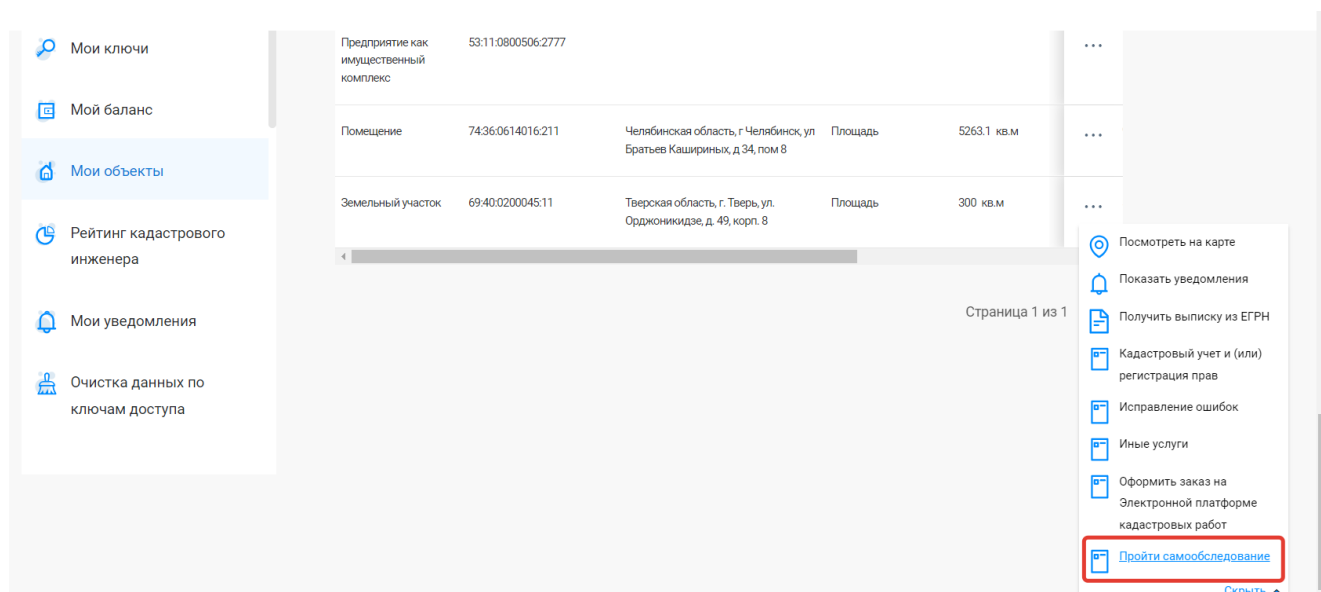 Мои ключи
Мой баланс
Мои объекты
Рейтинг кадастрового
инженера
Мои уведомления
Очистка данных по
ключам доступа
Предприятие как
имущественный
комплекс
53:11:0800506:2777
...
Помещение
74:36:0614016:211
Челябинская область, г Челябинск, ул
Братьев Кашириных, д 34, пом 8
Площадь
5263.1 кв.м
...
Земельный участок
69:40:0200045:11
Тверская область, г. Тверь, ул.
Орджоникидзе, д. 49, корп. 8
Площадь
300 кв.м
...
Страница 1 из 1
Посмотреть на карте
Показать уведомления
Получить выписку из ЕГРН
Кадастровый учет и (или)
регистрация прав
Исправление ошибок
Иные услуги
Оформить заказ на
Электронной платформе
кадастровых работ
Пройти самообследование
Скрыть